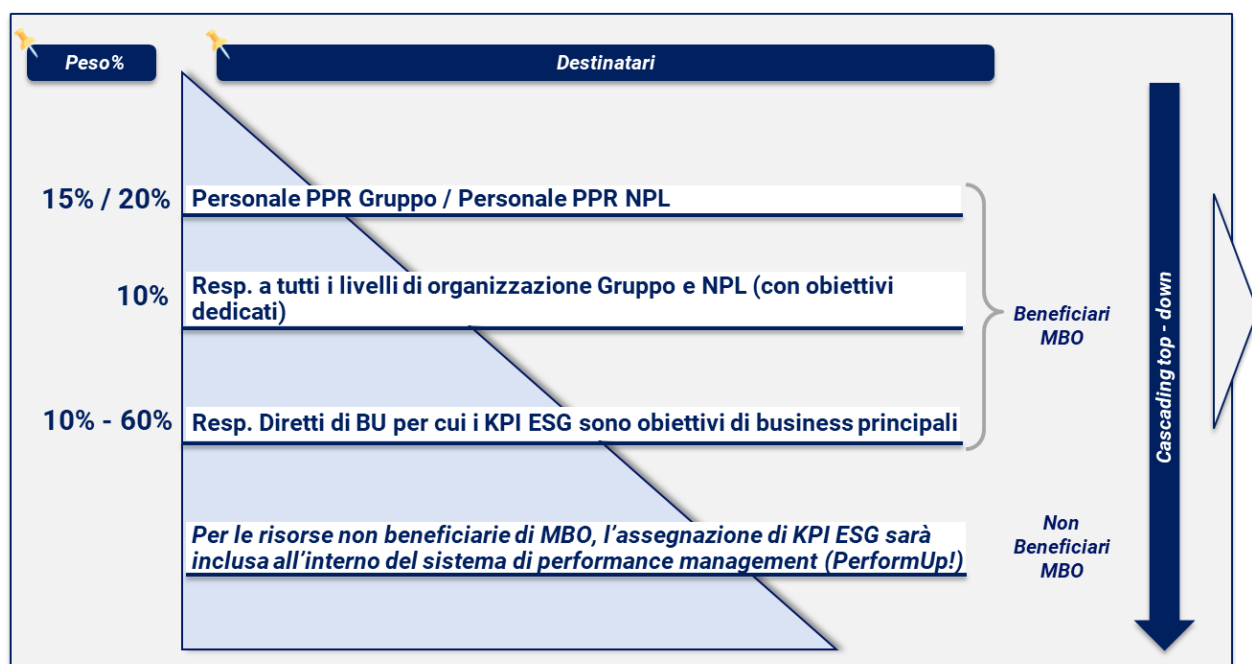 Peso%
Destinatari
15% / 20%
Personale PPR Gruppo / Personale PPR NPL
10%
Resp. a tutti i livelli di organizzazione Gruppo e NPL (con obiettivi
dedicati)
10% - 60%
Resp. Diretti di BU per cui i KPI ESG sono obiettivi di business principali
Beneficiari
MBO
Per le risorse non beneficiarie di MBO, l’assegnazione di KPI ESG sarà
inclusa all’interno del sistema di performance management (PerformUp!)
Non
Beneficiari
MBO
Cascading top - down